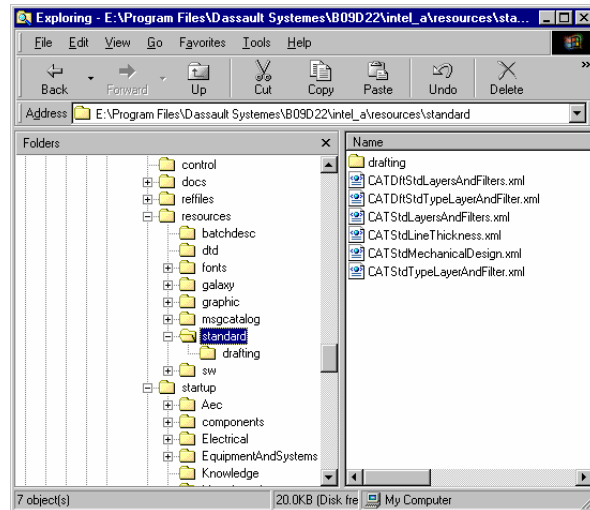 Exploring - E:\Program Files\Dassault Systemes\B09D22\intel_a\resources\sta...
File Edit View Go Favorites Tools Help
Back Forward Up Cut Copy Paste Undo Delete »
Address E:\Program Files\Dassault Systemes\B09D22\intel_a\resources\standard
Folders
control
docs
reffiles
resources
batchdesc
dtd
fonts
galaxy
graphic
msgcatalog
standard
drafting
sw
startup
Aec
components
Electrical
EquipmentAndSystems
Knowledge
Name
drafting
CATDftStdLayersAndFilters.xml
CATDftStdTypeLayerAndFilter.xml
CATStdLayersAndFilters.xml
CATStdLineThickness.xml
CATStdMechanicalDesign.xml
CATStdTypeLayerAndFilter.xml
7 object(s) 20.0KB (Disk fre My Computer